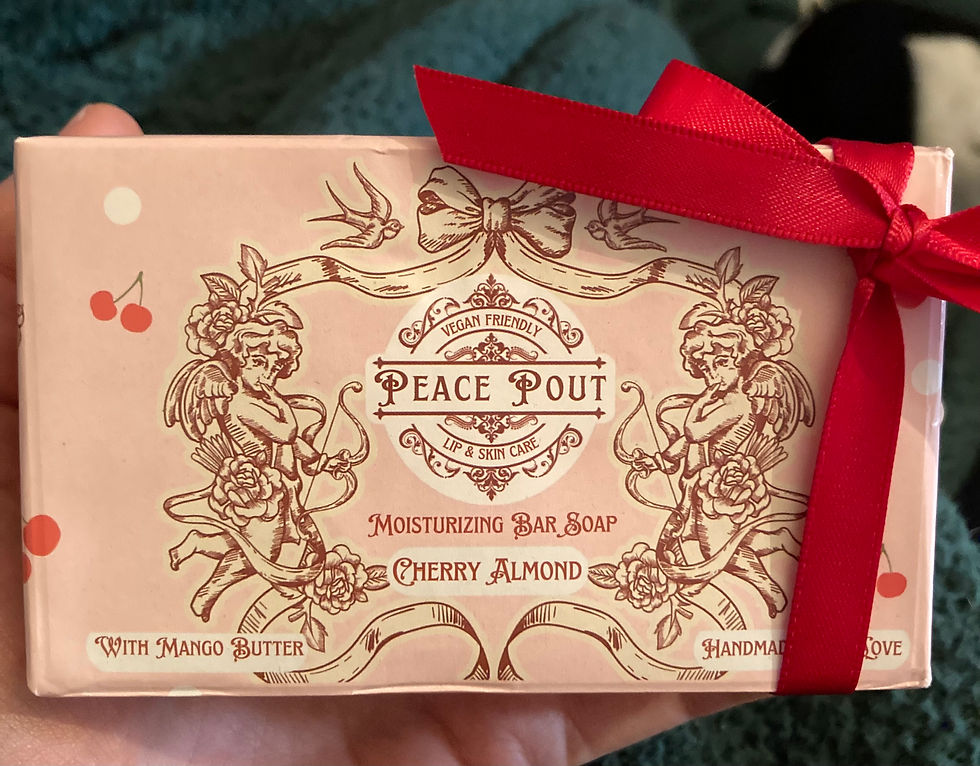 VEGAN FRIENDLY
PEACE POUT
LIP & SKIN CARE
MOISTURIZING BAR SOAP
CHERRY ALMOND
WITH MANGO BUTTER
LOVE